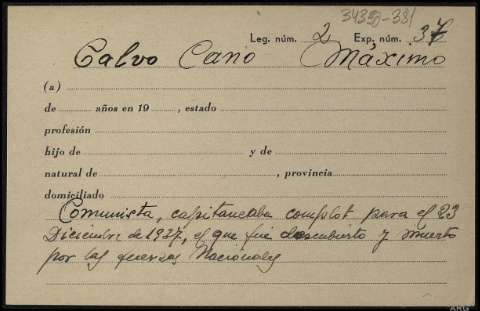 34350-381
Leg. núm. 2 Exp. núm. 37
Calvo Cano Máximo
(a)
de años en 19 , estado
profesión
hijo de y de
natural de , provincia
domiciliado
Comunista, capitaneaba complot para el 23
Diciembre de 1937, el que fué descubierto y muerto
por las fuerzas Nacionales
ARG